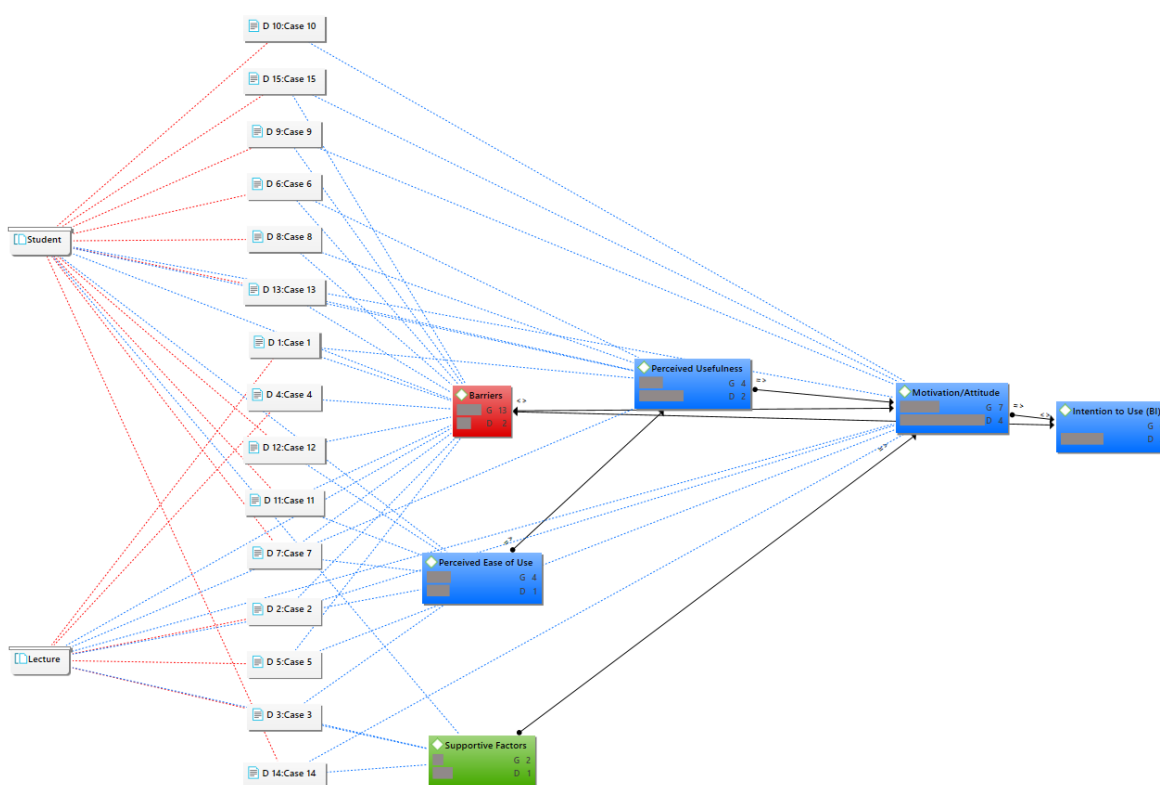 D 10:Case 10
D 15:Case 15
D 9:Case 9
D 6:Case 6
D 8:Case 8
D 13:Case 13
D 1:Case 1
D 4:Case 4
D 12:Case 12
D 11:Case 11
D 7:Case 7
D 2:Case 2
D 5:Case 5
D 3:Case 3
D 14:Case 14
Student
Lecture
Barriers
G 13
D
< >
Perceived Usefulness
G 4
D 2
= >
Motivation/Attitude
G 7
D 4
= >
< >
Intention to Use (BI)
G
D
Perceived Ease of Use
G 4
D 1
= >
Supportive Factors
G 2
D 1
= >